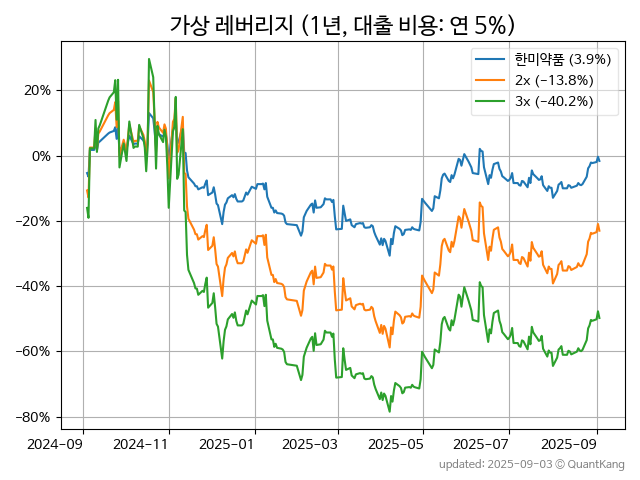 가상 레버리지 (1년, 대출 비용: 연 5%)
한미약품 (3.9%)
2x (−13.8%)
3x (−40.2%)
20%
0%
−20%
−40%
−60%
−80%
2024−09 2024−11 2025−01 2025−03 2025−05 2025−07 2025−09
updated: 2025-09-03 © QuantKang